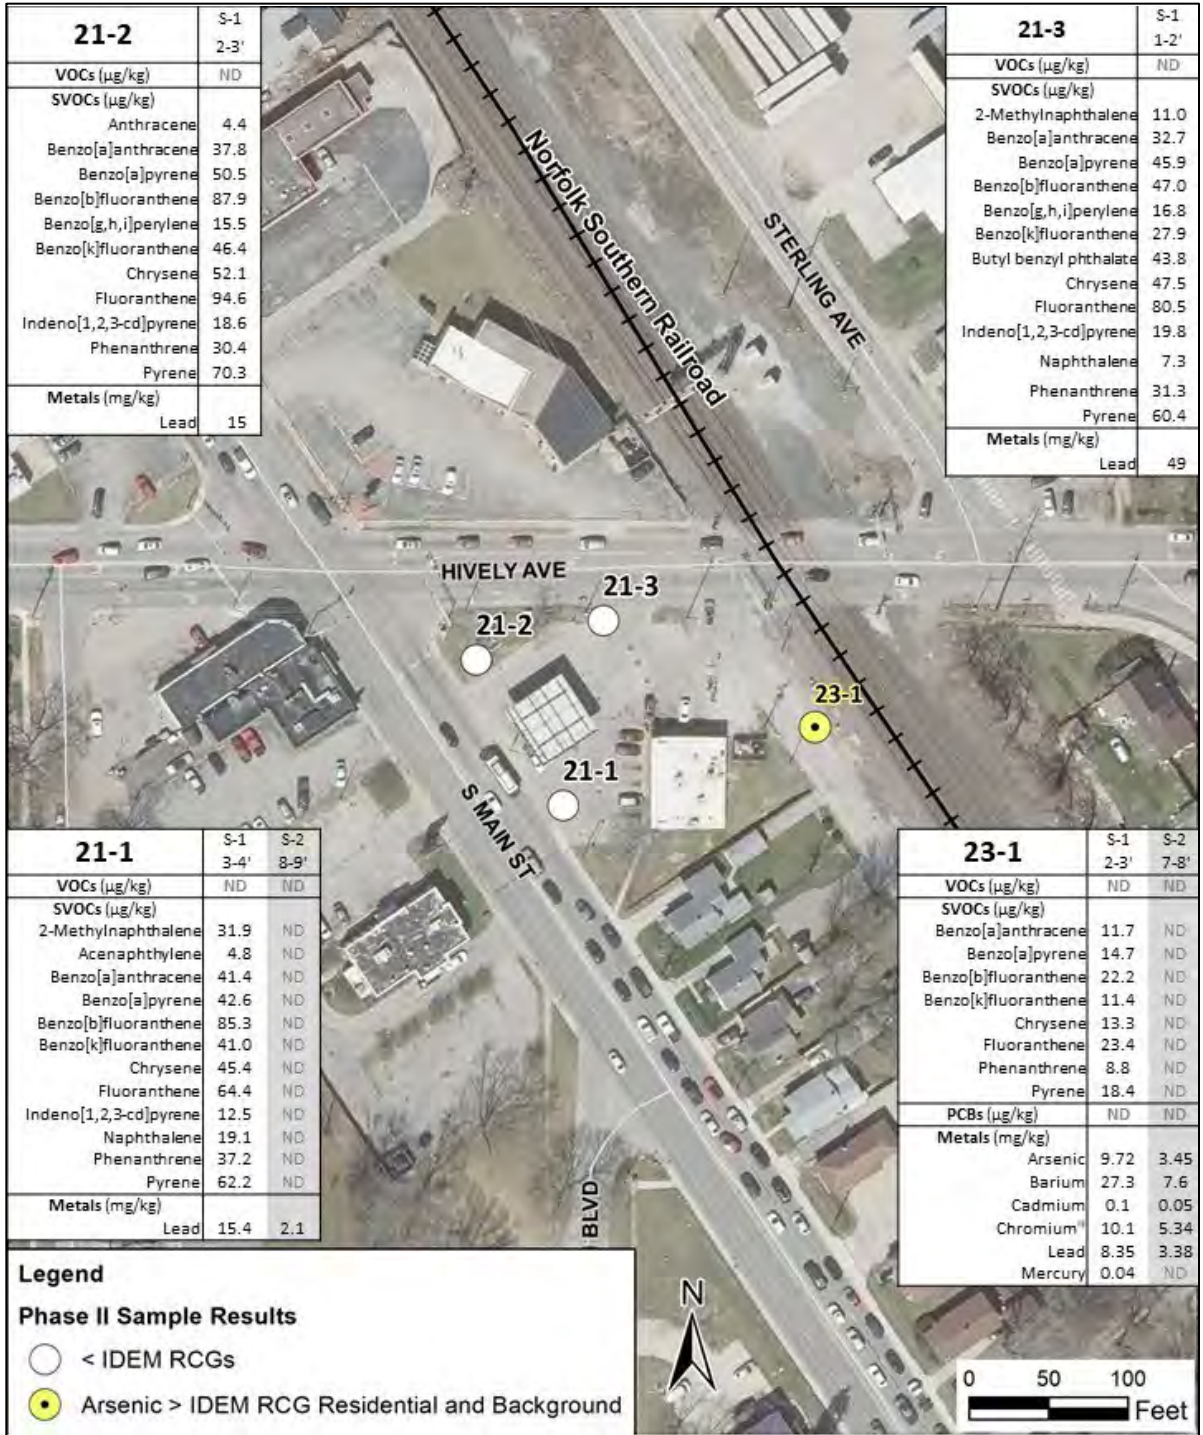 21-2 S-1
2-3'
VOCs (µg/kg) ND
SVOCs (µg/kg)
Anthracene 4.4
Benzo[a]anthracene 37.8
Benzo[a]pyrene 50.5
Benzo[b]fluoranthene 87.9
Benzo[g,h,i]perylene 15.5
Benzo[k]fluoranthene 46.4
Chrysene 52.1
Fluoranthene 94.6
Indeno[1,2,3-cd]pyrene 18.6
Phenanthrene 30.4
Pyrene 70.3
Metals (mg/kg)
Lead 15
21-3 S-1
1-2'
VOCs (µg/kg) ND
SVOCs (µg/kg)
2-Methylnaphthalene 11.0
Benzo[a]anthracene 32.7
Benzo[a]pyrene 45.9
Benzo[b]fluoranthene 47.0
Benzo[g,h,i]perylene 16.8
Benzo[k]fluoranthene 27.9
Butyl benzyl phthalate 43.8
Chrysene 47.5
Fluoranthene 80.5
Indeno[1,2,3-cd]pyrene 19.8
Naphthalene 7.3
Phenanthrene 31.3
Pyrene 60.4
Metals (mg/kg)
Lead 49
Norfolk Southern Railroad
STERLING AVE
HIVELY AVE
21-3
21-2
23-1
21-1
S MAIN ST
BLVD
21-1 S-1 S-2
3-4' 8-9'
VOCs (µg/kg) ND ND
SVOCs (µg/kg)
2-Methylnaphthalene 31.9 ND
Acenaphthylene 4.8 ND
Benzo[a]anthracene 41.4 ND
Benzo[a]pyrene 42.6 ND
Benzo[b]fluoranthene 85.3 ND
Benzo[k]fluoranthene 41.0 ND
Chrysene 45.4 ND
Fluoranthene 64.4 ND
Indeno[1,2,3-cd]pyrene 12.5 ND
Naphthalene 19.1 ND
Phenanthrene 37.2 ND
Pyrene 62.2 ND
Metals (mg/kg)
Lead 15.4 2.1
23-1 S-1 S-2
2-3' 7-8'
VOCs (µg/kg) ND ND
SVOCs (µg/kg)
Benzo[a]anthracene 11.7 ND
Benzo[a]pyrene 14.7 ND
Benzo[b]fluoranthene 22.2 ND
Benzo[k]fluoranthene 11.4 ND
Chrysene 13.3 ND
Fluoranthene 23.4 ND
Phenanthrene 8.8 ND
Pyrene 18.4 ND
PCBs (µg/kg) ND ND
Metals (mg/kg)
Arsenic 9.72 3.45
Barium 27.3 7.6
Cadmium 0.1 0.05
Chromium 10.1 5.34
Lead 8.35 3.38
Mercury 0.04 ND
Legend
Phase II Sample Results
< IDEM RCGs
Arsenic > IDEM RCG Residential and Background
N
0 50 100
Feet